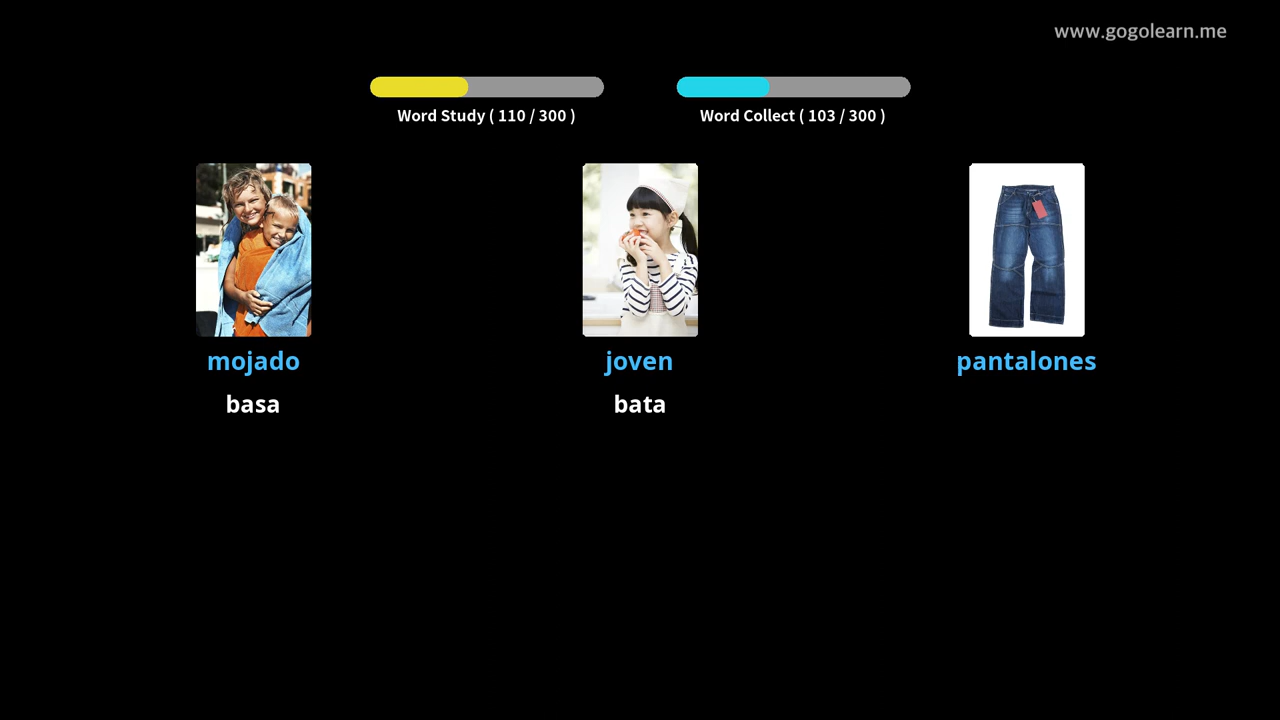 www.gogolearn.me
Word Study ( 110 / 300 )
Word Collect ( 103 / 300 )
mojado
basa
joven
bata
pantalones